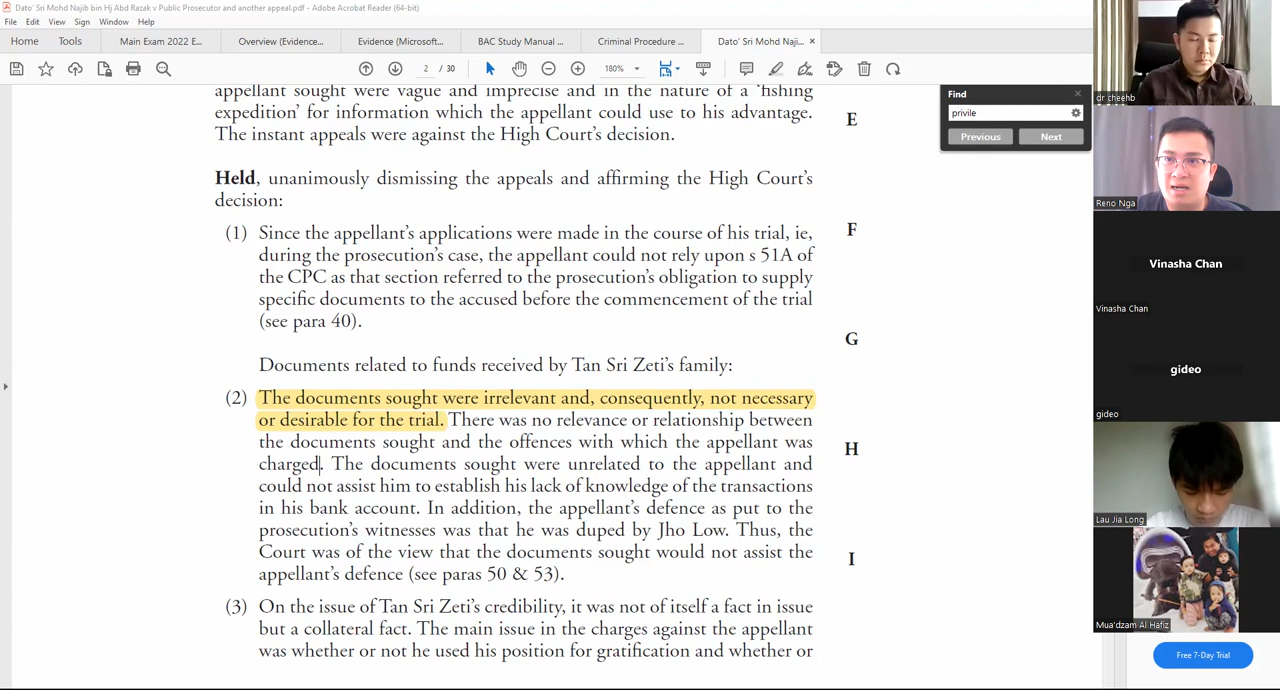 Dato' Sri Mohd Najib bin Hj Abd Razak v Public Prosecutor and another appeal.pdf - Adobe Acrobat Reader (64-bit)
File Edit View Sign Window Help
Home Tools Main Exam 2022 E... Overview (Evidence... Evidence (Microsoft... BAC Study Manual ... Criminal Procedure ... Dato' Sri Mohd Naji... ×
2 / 30 180%
appellant sought were vague and imprecise and in the nature of a 'fishing
expedition' for information which the appellant could use to his advantage.
The instant appeals were against the High Court's decision.
E
Held, unanimously dismissing the appeals and affirming the High Court's
decision:
(1) Since the appellant's applications were made in the course of his trial, ie,
F
during the prosecution's case, the appellant could not rely upon s 51A of
the CPC as that section referred to the prosecution's obligation to supply
specific documents to the accused before the commencement of the trial
(see para 40).
G
Documents related to funds received by Tan Sri Zeti's family:
(2) The documents sought were irrelevant and, consequently, not necessary
or desirable for the trial. There was no relevance or relationship between
the documents sought and the offences with which the appellant was
H
charged. The documents sought were unrelated to the appellant and
could not assist him to establish his lack of knowledge of the transactions
in his bank account. In addition, the appellant's defence as put to the
prosecution's witnesses was that he was duped by Jho Low. Thus, the
Court was of the view that the documents sought would not assist the
I
appellant's defence (see paras 50 & 53).
(3) On the issue of Tan Sri Zeti's credibility, it was not of itself a fact in issue
but a collateral fact. The main issue in the charges against the appellant
was whether or not he used his position for gratification and whether or
Find
privile
Previous Next
dr cheehb
Reno Nga
Vinasha Chan
Vinasha Chan
gideo
gideo
Lau Jia Long
Mua'dzam Al Hafiz
Free 7-Day Trial